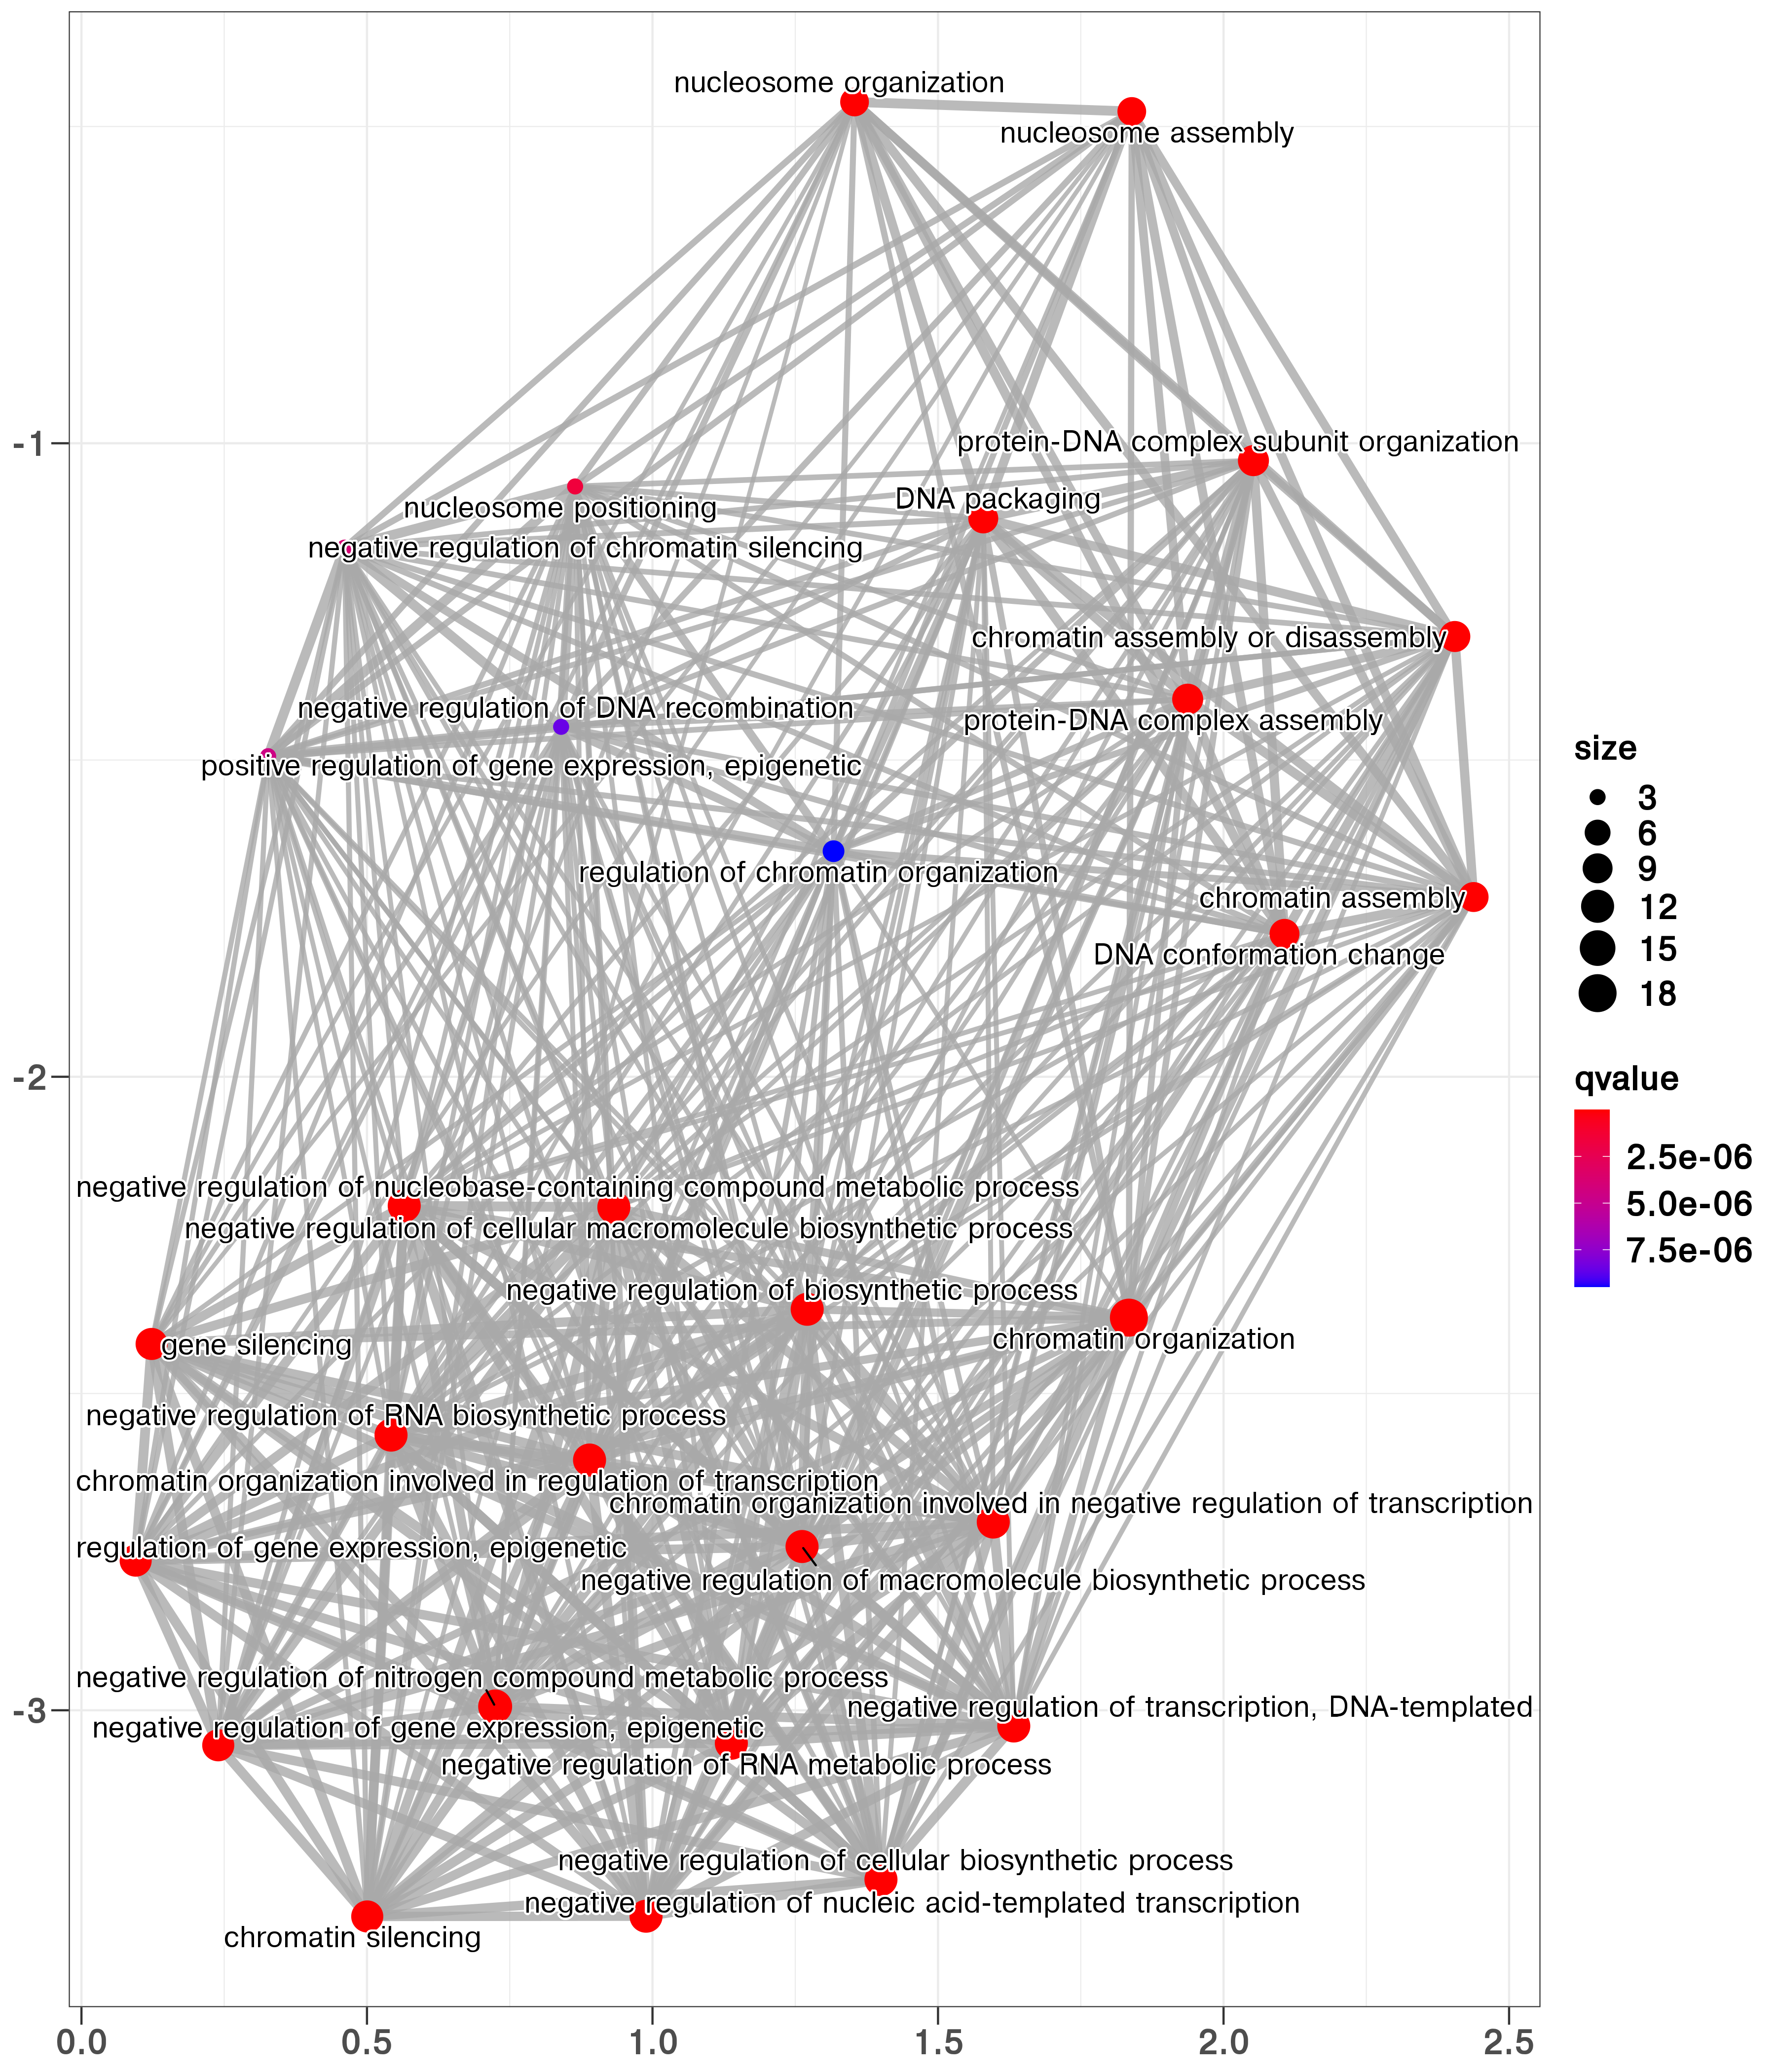 nucleosome organization
nucleosome assembly
-1
protein-DNA complex subunit organization
DNA packaging
nucleosome positioning
negative regulation of chromatin silencing
chromatin assembly or disassembly
negative regulation of DNA recombination
protein-DNA complex assembly
positive regulation of gene expression, epigenetic
regulation of chromatin organization
chromatin assembly
DNA conformation change
-2
negative regulation of nucleobase-containing compound metabolic process
negative regulation of cellular macromolecule biosynthetic process
negative regulation of biosynthetic process
chromatin organization
gene silencing
negative regulation of RNA biosynthetic process
chromatin organization involved in regulation of transcription
chromatin organization involved in negative regulation of transcription
regulation of gene expression, epigenetic
negative regulation of macromolecule biosynthetic process
negative regulation of nitrogen compound metabolic process
-3
negative regulation of transcription, DNA-templated
negative regulation of gene expression, epigenetic
negative regulation of RNA metabolic process
negative regulation of cellular biosynthetic process
negative regulation of nucleic acid-templated transcription
chromatin silencing
0.0 0.5 1.0 1.5 2.0 2.5
size
3
6
9
12
15
18
qvalue
2.5e-06
5.0e-06
7.5e-06